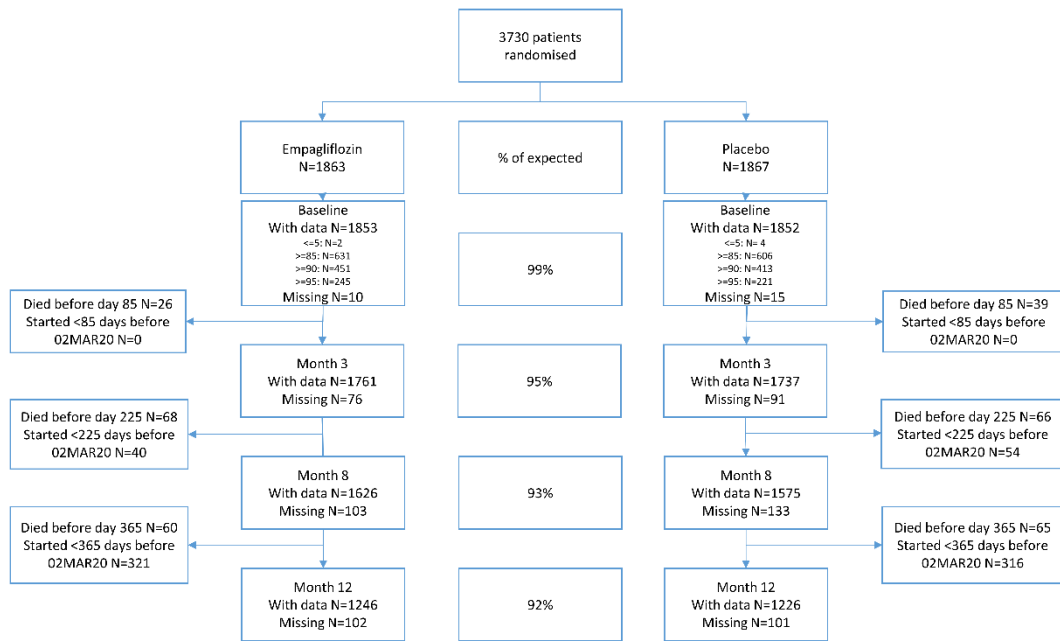 3730 patients
randomised
Empagliflozin
N=1863
% of expected
Placebo
N=1867
Baseline
With data N=1853
<=5: N=2
>=85: N=631
>=90: N=451
>=95: N=245
Missing N=10
99%
Baseline
With data N=1852
<=5: N= 4
>=85: N=606
>=90: N=413
>=95: N=221
Missing N=15
Died before day 85 N=26
Started <85 days before
02MAR20 N=0
Died before day 85 N=39
Started <85 days before
02MAR20 N=0
Month 3
With data N=1761
Missing N=76
95%
Month 3
With data N=1737
Missing N=91
Died before day 225 N=68
Started <225 days before
02MAR20 N=40
Died before day 225 N=66
Started <225 days before
02MAR20 N=54
Month 8
With data N=1626
Missing N=103
93%
Month 8
With data N=1575
Missing N=133
Died before day 365 N=60
Started <365 days before
02MAR20 N=321
Died before day 365 N=65
Started <365 days before
02MAR20 N=316
Month 12
With data N=1246
Missing N=102
92%
Month 12
With data N=1226
Missing N=101